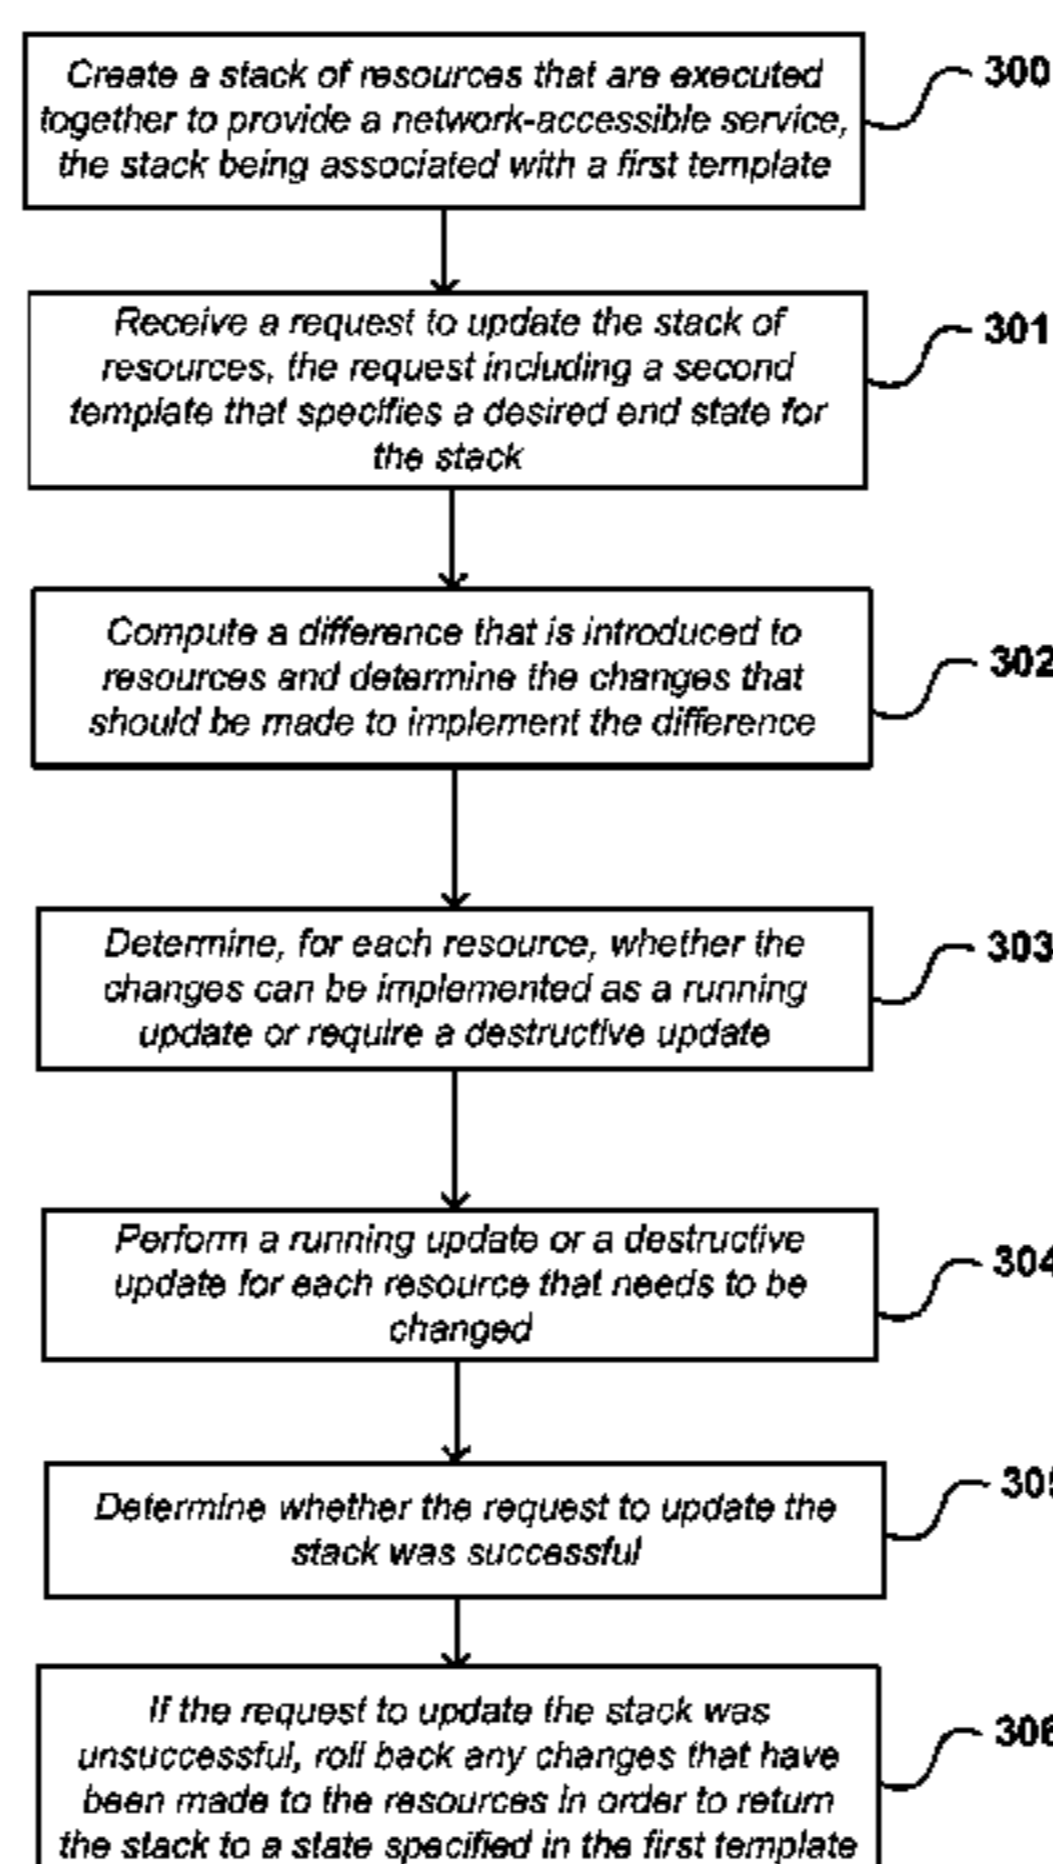 Create a stack of resources that are executed
together to provide a network-accessible service,
the stack being associated with a first template
300
Receive a request to update the stack of
resources, the request including a second
template that specifies a desired end state for
the stack
301
Compute a difference that is introduced to
resources and determine the changes that
should be made to implement the difference
302
Determine, for each resource, whether the
changes can be implemented as a running
update or require a destructive update
303
Perform a running update or a destructive
update for each resource that needs to be
changed
304
Determine whether the request to update the
stack was successful
305
If the request to update the stack was
unsuccessful, roll back any changes that have
been made to the resources in order to return
the stack to a state specified in the first template
306